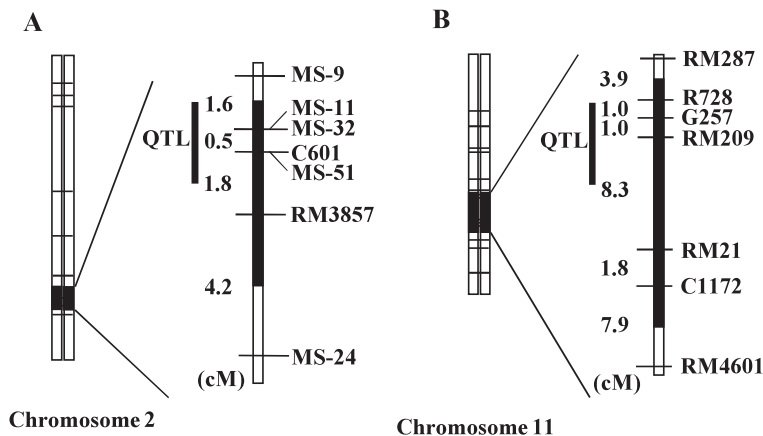 A
MS-9
1.6
MS-11
QTL
MS-32
0.5
C601
MS-51
1.8
RM3857
4.2
MS-24
(cM)
Chromosome 2
B
RM287
3.9
R728
1.0
G257
QTL
1.0
RM209
8.3
RM21
1.8
C1172
7.9
RM4601
(cM)
Chromosome 11